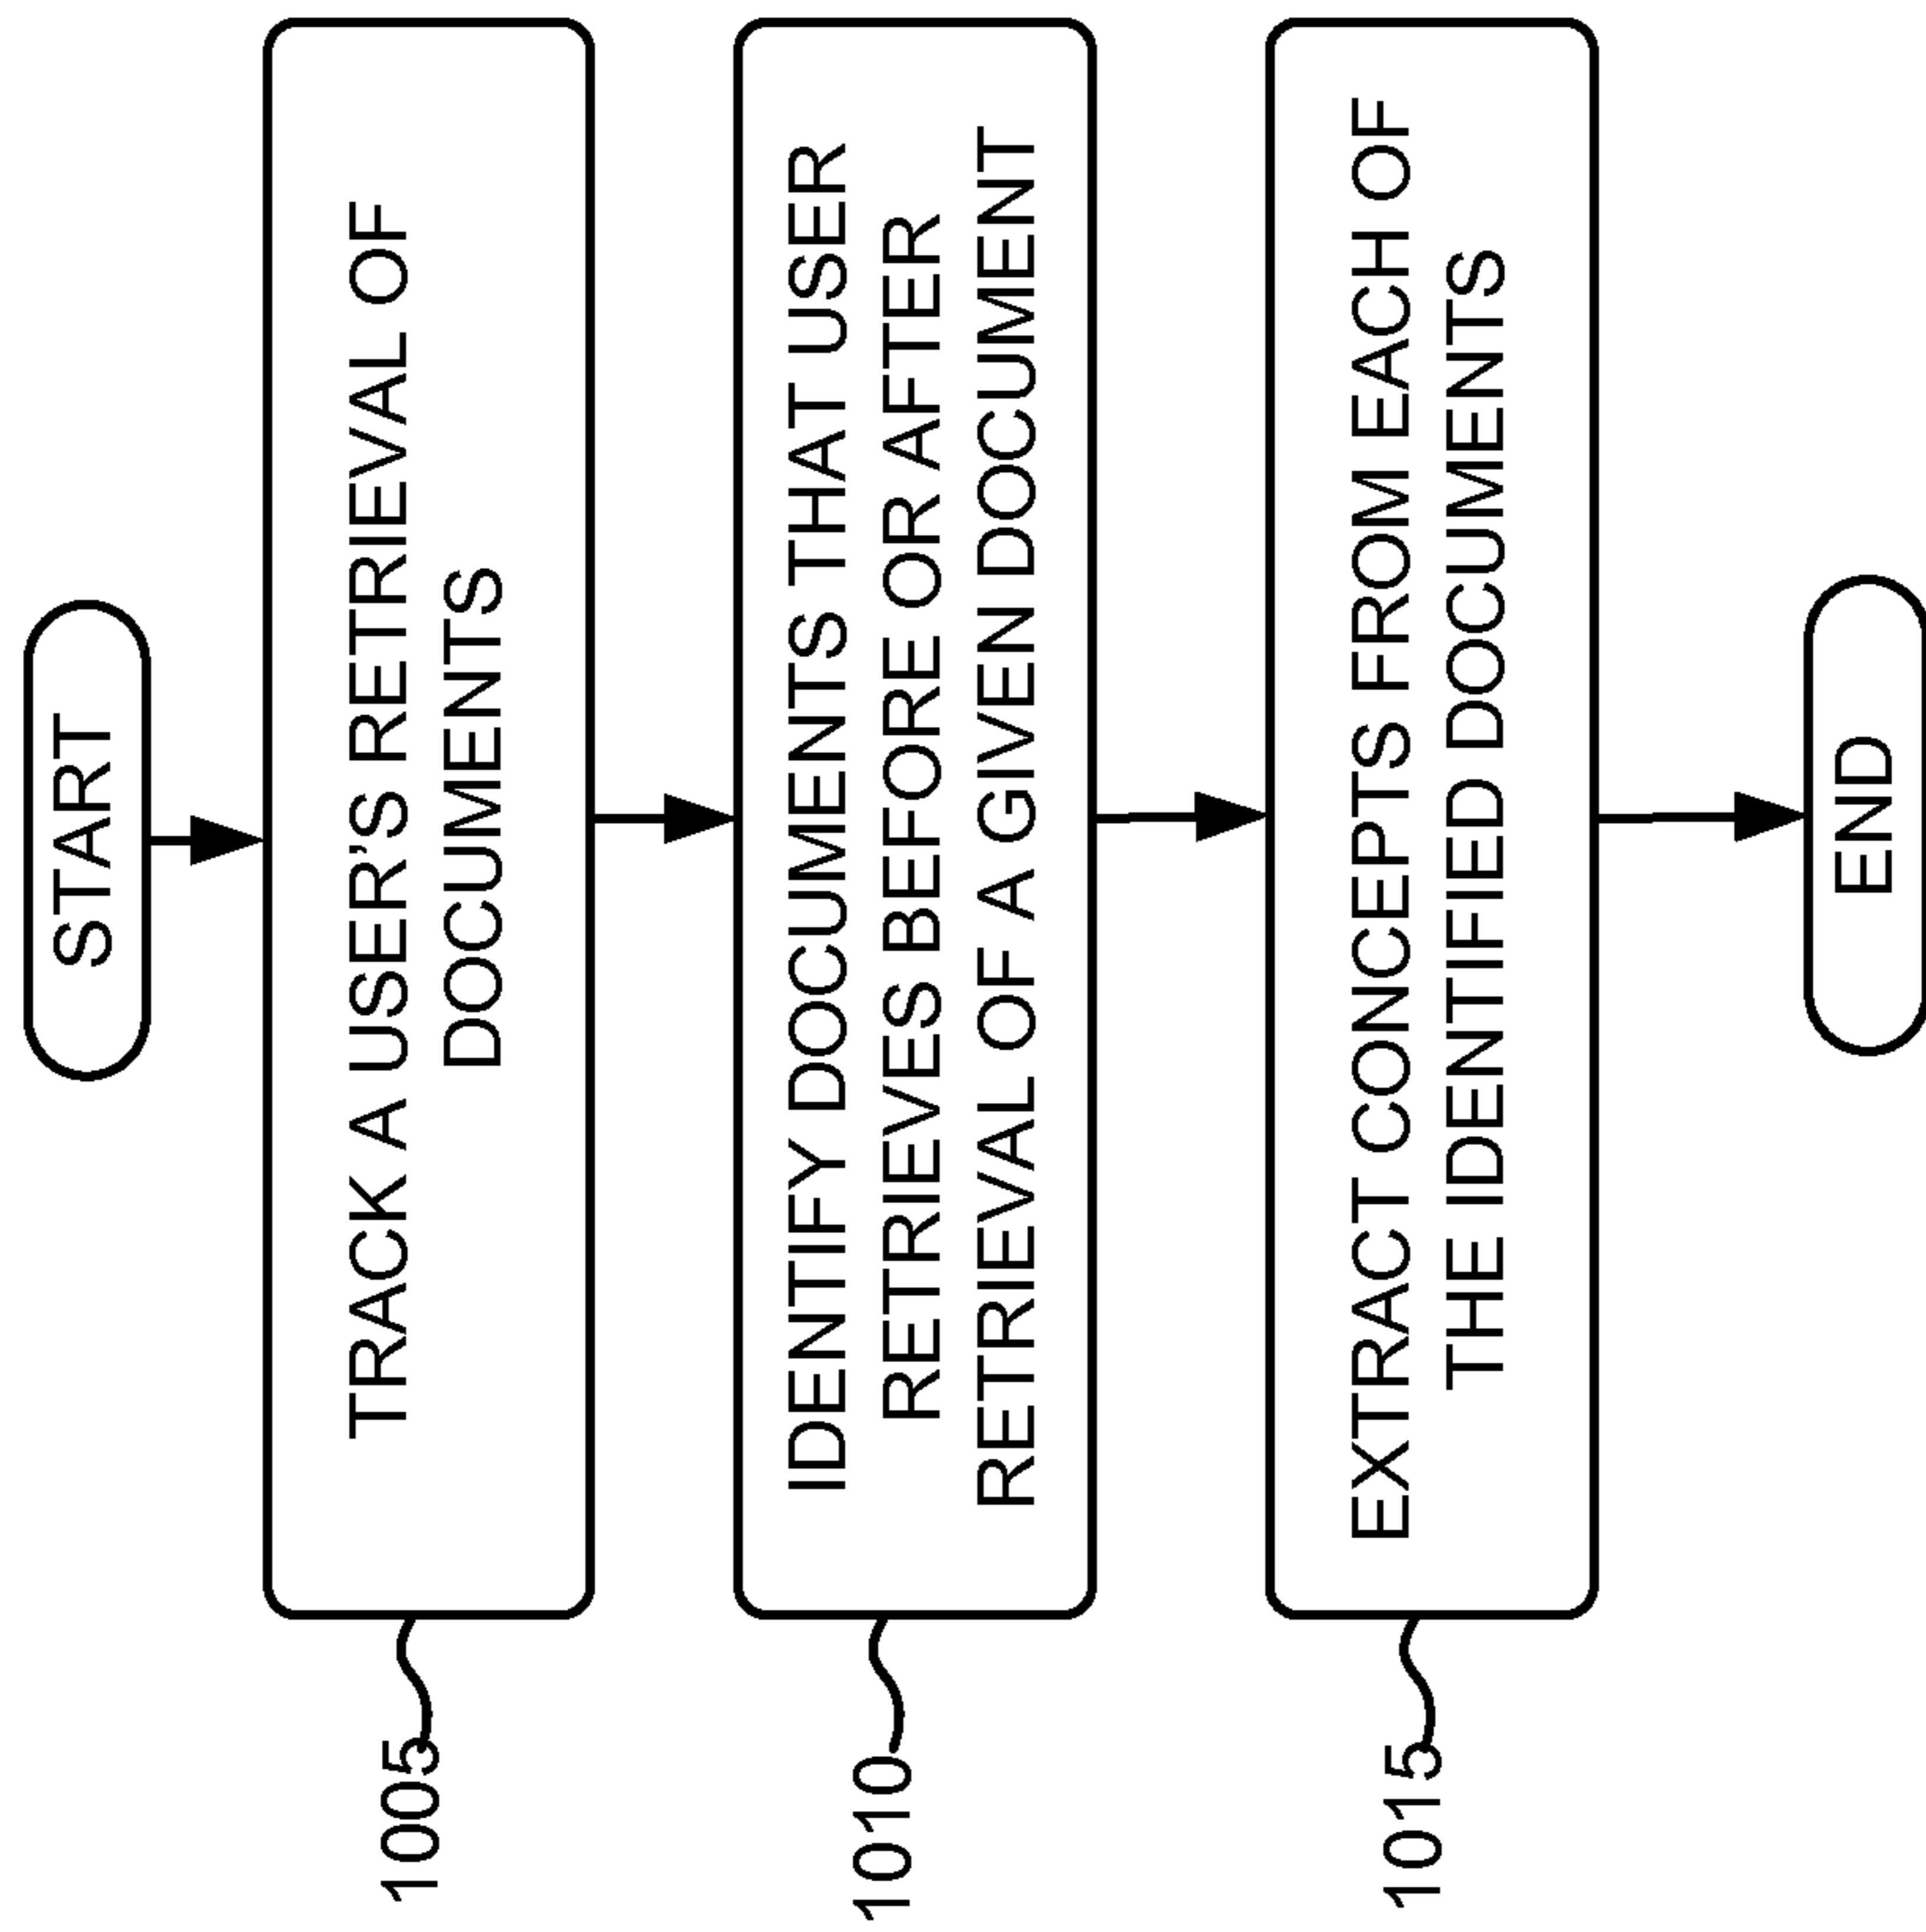 START
TRACK A USER'S RETRIEVAL OF
DOCUMENTS
1005
IDENTIFY DOCUMENTS THAT USER
RETRIEVES BEFORE OR AFTER
RETRIEVAL OF A GIVEN DOCUMENT
1010
EXTRACT CONCEPTS FROM EACH OF
THE IDENTIFIED DOCUMENTS
1015
END